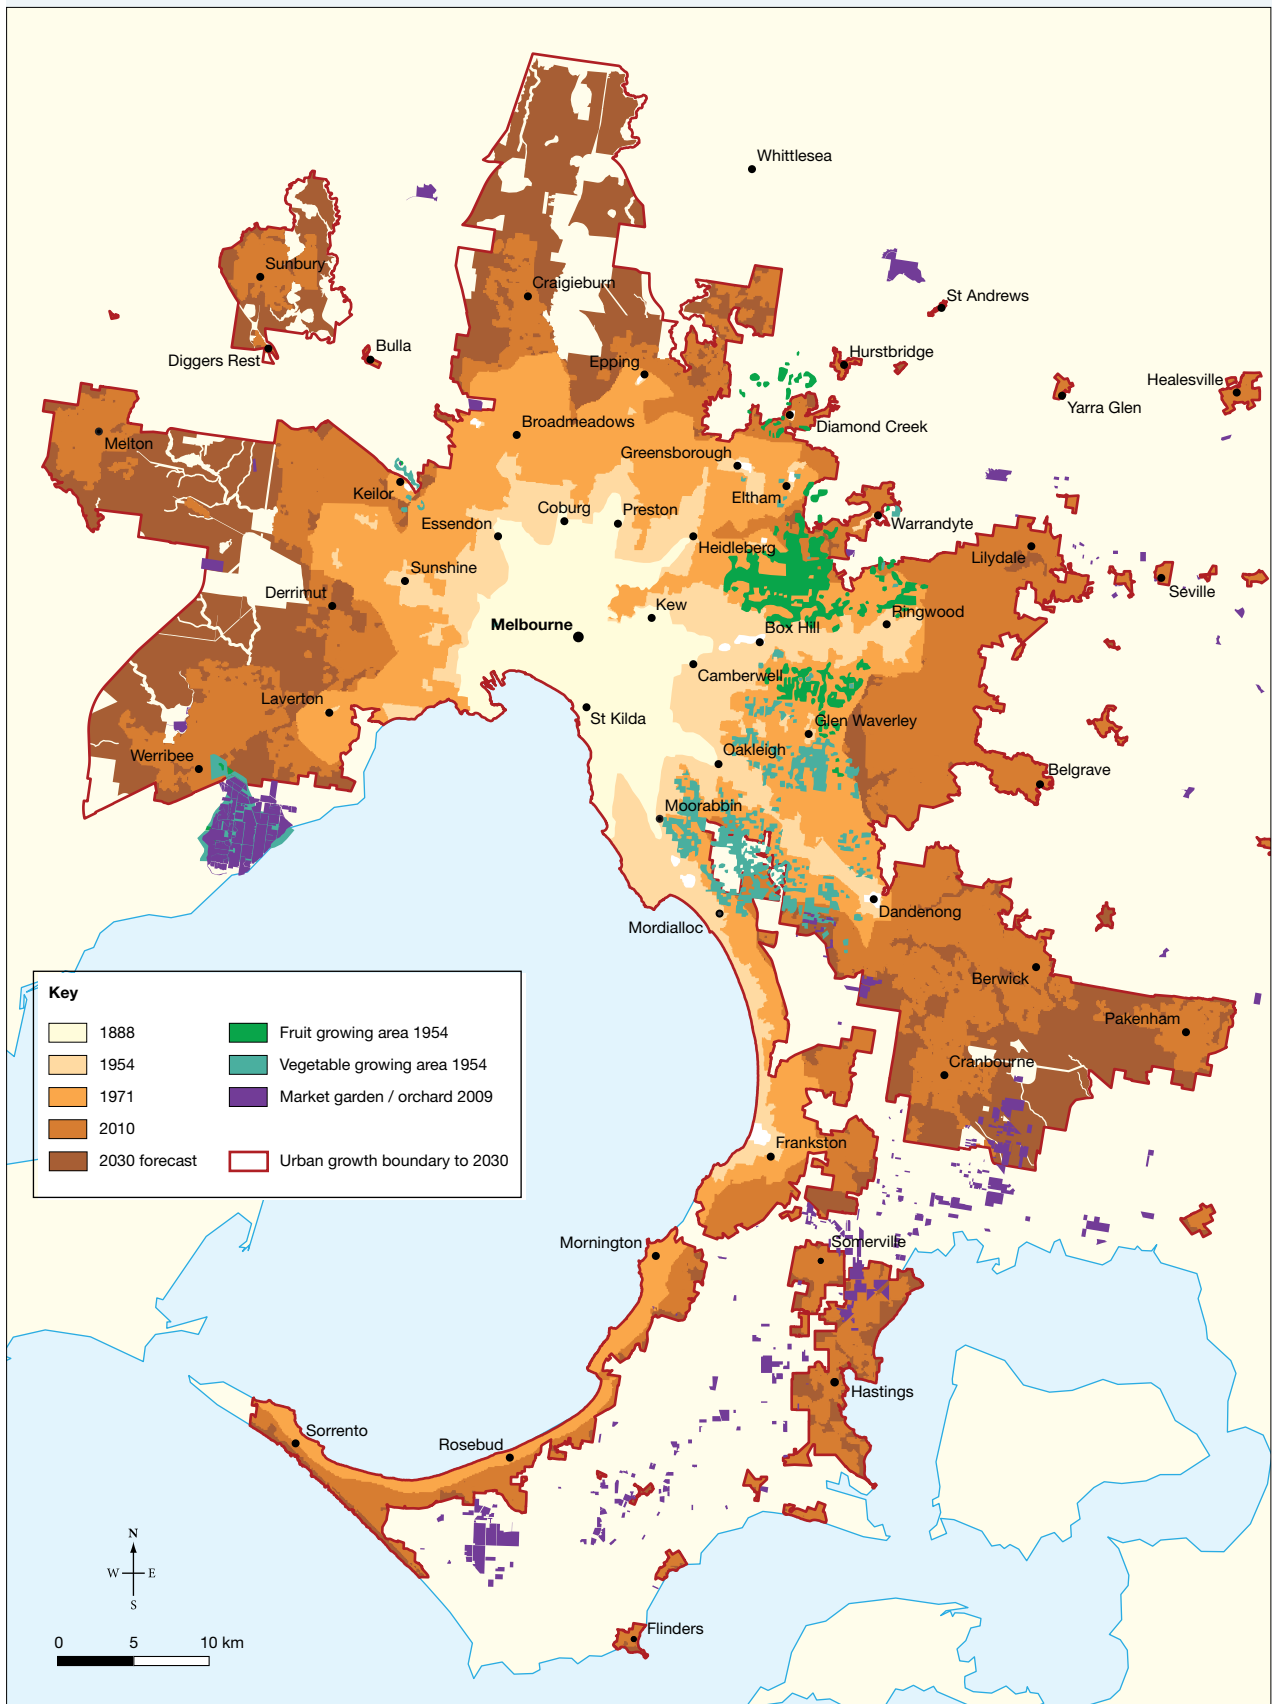 Whittlesea
Sunbury
Craigieburn
St Andrews
Diggers Rest
Bulla
Hurstbridge
Epping
Healesville
Yarra Glen
Melton
Broadmeadows
Diamond Creek
Greensborough
Keilor
Eltham
Coburg
Preston
Essendon
Warrandyte
Heidleberg
Lilydale
Sunshine
Derrimut
Seville
Kew
Ringwood
Melbourne
Box Hill
Camberwell
Laverton
St Kilda
Glen Waverley
Oakleigh
Werribee
Belgrave
Moorabbin
Dandenong
Mordialloc
Berwick
Pakenham
Cranbourne
Key
1888
1954
1971
2010
2030 forecast
Fruit growing area 1954
Vegetable growing area 1954
Market garden / orchard 2009
Urban growth boundary to 2030
Frankston
Mornington
Somerville
Hastings
Sorrento
Rosebud
Flinders
N
W E
S
0 5 10 km